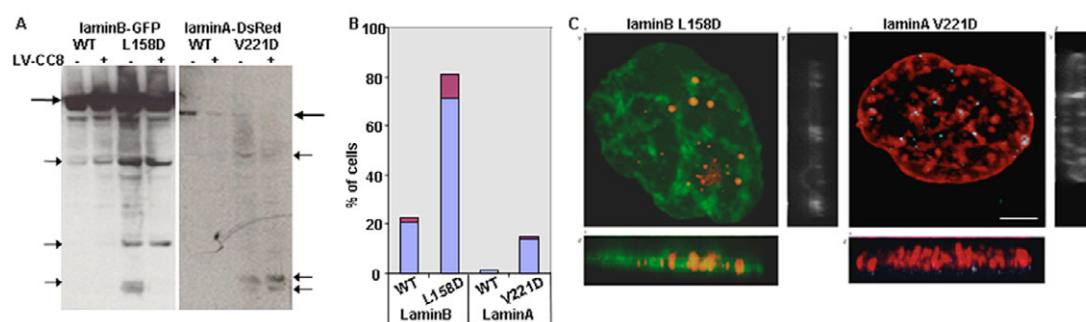 A
laminB-GFP laminA-DsRed
WT L158D WT V221D
LV-CC8 - + - + - + - +
B
% of cells
100
80
60
40
20
0
WT L158D WT V221D
LaminB LaminA
C
laminB L158D laminA V221D